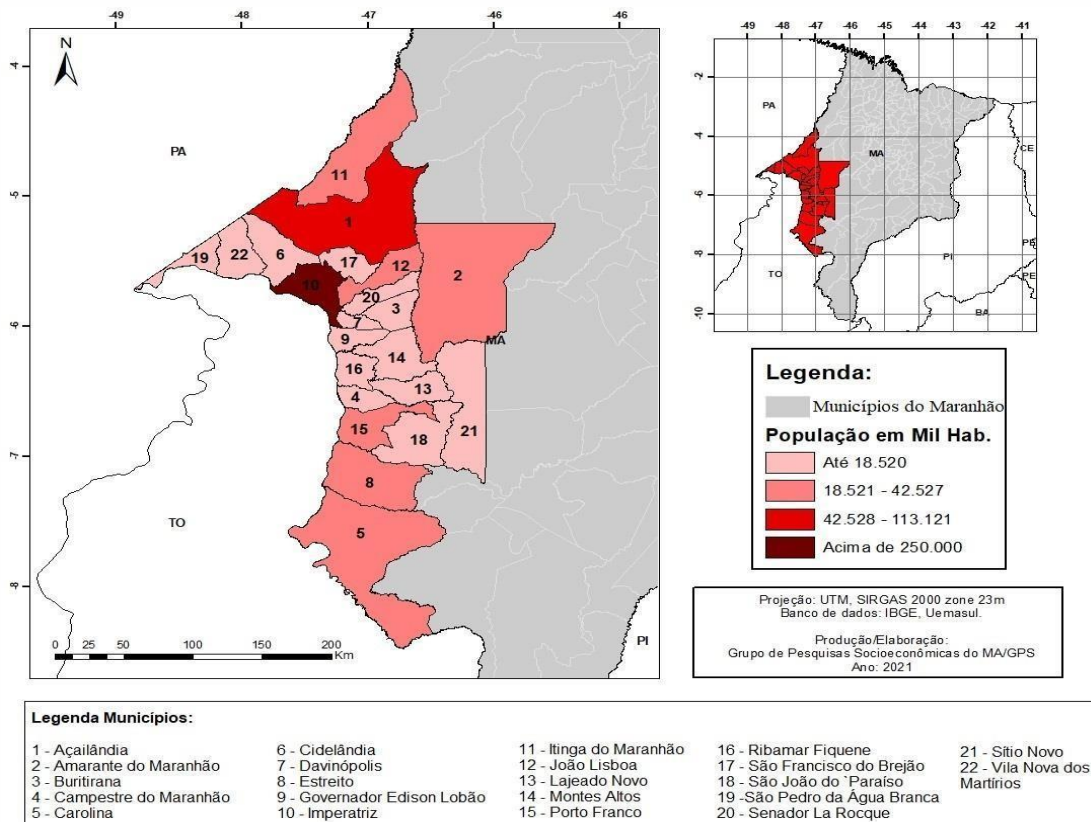 -49 -48 -47 -46 -46
N
-4
-5
-6
-7
-8
PA
11
1
19 22 6 17 12 2
10 20 3
7
9 14 MA
16 13
4
15 18 21
8
5
TO
PI
0 25 50 100 150 200
Km
-49 -48 -47 -46 -45 -44 -43 -42 -41
-2
-4
-6
-8
-10
PA
MA
CE
TO
PI
PB
PE
BA
Legenda:
Municípios do Maranhão
População em Mil Hab.
Até 18.520
18.521 - 42.527
42.528 - 113.121
Acima de 250.000
Projeção: UTM, SIRGAS 2000 zone 23m
Banco de dados: IBGE, Uemasul.
Produção/Elaboração:
Grupo de Pesquisas Socioeconômicas do MA/GPS
Ano: 2021
Legenda Municípios:
1 - Açailândia
2 - Amarante do Maranhão
3 - Buritirana
4 - Campestre do Maranhão
5 - Carolina
6 - Cidelândia
7 - Davinópolis
8 - Estreito
9 - Governador Edison Lobão
10 - Imperatriz
11 - Itinga do Maranhão
12 - João Lisboa
13 - Lajeado Novo
14 - Montes Altos
15 - Porto Franco
16 - Ribamar Fiquene
17 - São Francisco do Brejão
18 - São João do `Paraíso
19 -São Pedro da Água Branca
20 - Senador La Rocque
21 - Sítio Novo
22 - Vila Nova dos
Martírios